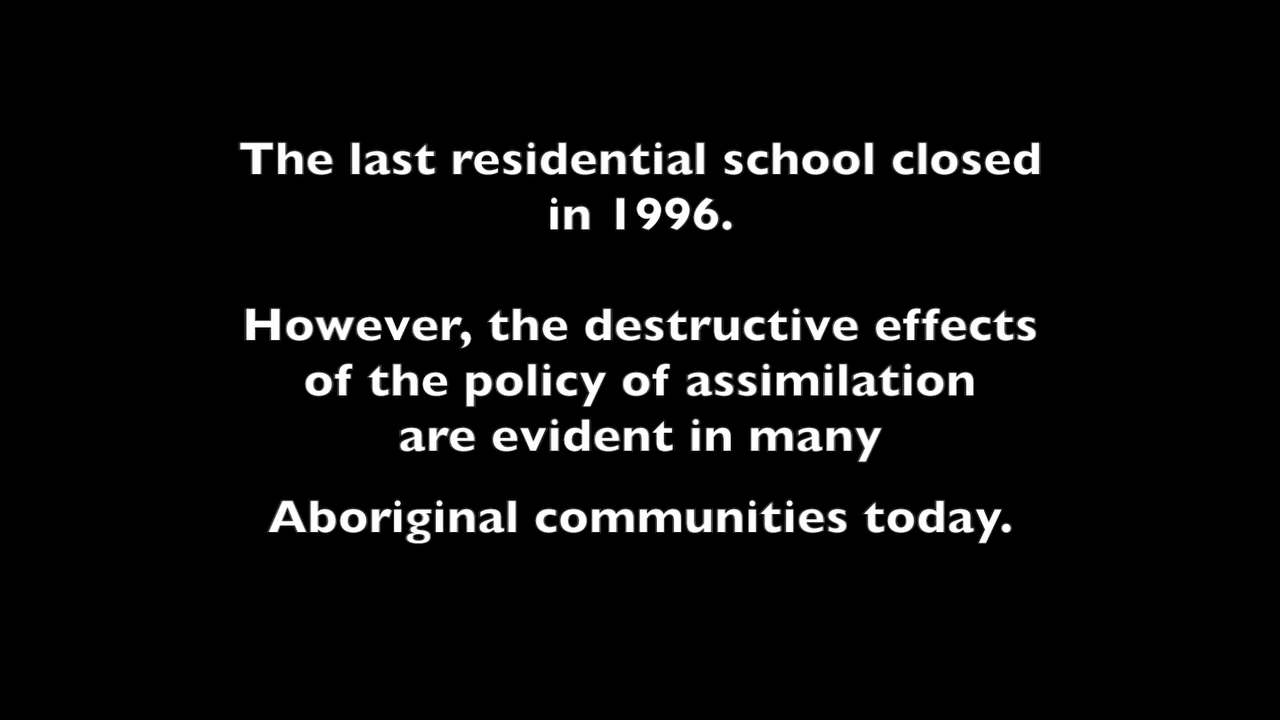 The last residential school closed
in 1996.
However, the destructive effects
of the policy of assimilation
are evident in many
Aboriginal communities today.